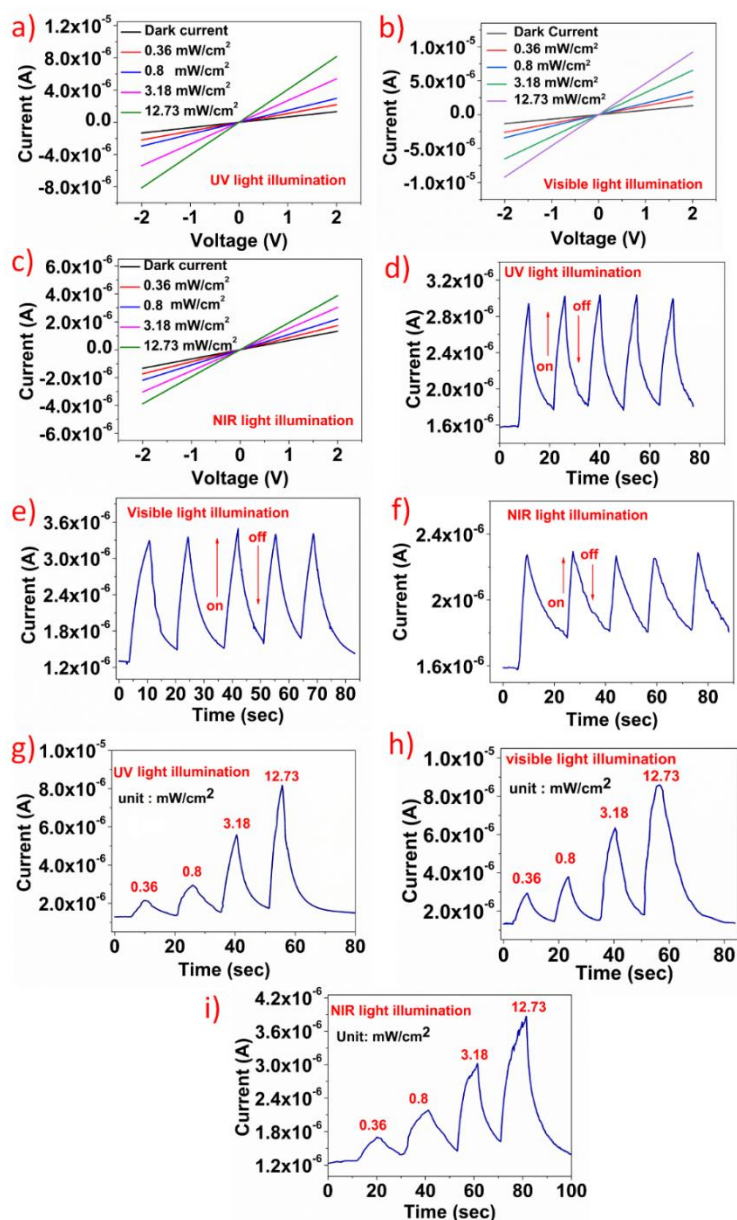 a)
1.2x10⁻⁵
8.0x10⁻⁶
4.0x10⁻⁶
0.0
-4.0x10⁻⁶
-8.0x10⁻⁶
Current (A)
Dark current
0.36 mW/cm²
0.8 mW/cm²
3.18 mW/cm²
12.73 mW/cm²
UV light illumination
-2 -1 0 1 2
Voltage (V)
b)
1.0x10⁻⁵
5.0x10⁻⁶
0.0
-5.0x10⁻⁶
-1.0x10⁻⁵
Current (A)
Dark Current
0.36 mW/cm²
0.8 mW/cm²
3.18 mW/cm²
12.73 mW/cm²
Visible light illumination
-2 -1 0 1 2
Voltage (V)
c)
6.0x10⁻⁶
4.0x10⁻⁶
2.0x10⁻⁶
0.0
-2.0x10⁻⁶
-4.0x10⁻⁶
-6.0x10⁻⁶
Current (A)
Dark current
0.36 mW/cm²
0.8 mW/cm²
3.18 mW/cm²
12.73 mW/cm²
NIR light illumination
-2 -1 0 1 2
Voltage (V)
d)
UV light illumination
3.2x10⁻⁶
2.8x10⁻⁶
2.4x10⁻⁶
2.0x10⁻⁶
1.6x10⁻⁶
Current (A)
off
on
0 20 40 60 80
Time (sec)
e)
Visible light illumination
3.6x10⁻⁶
3.0x10⁻⁶
2.4x10⁻⁶
1.8x10⁻⁶
1.2x10⁻⁶
Current (A)
off
on
0 10 20 30 40 50 60 70 80
Time (sec)
f)
NIR light illumination
2.4x10⁻⁶
2x10⁻⁶
1.6x10⁻⁶
Current (A)
off
on
0 20 40 60 80
Time (sec)
g)
1.0x10⁻⁵
8.0x10⁻⁶
6.0x10⁻⁶
4.0x10⁻⁶
2.0x10⁻⁶
Current (A)
UV light illumination
unit : mW/cm²
12.73
3.18
0.8
0.36
0 20 40 60 80
Time (sec)
h)
1.0x10⁻⁵
8.0x10⁻⁶
6.0x10⁻⁶
4.0x10⁻⁶
2.0x10⁻⁶
Current (A)
visible light illumination
unit : mW/cm²
12.73
3.18
0.8
0.36
0 20 40 60 80
Time (sec)
i)
4.2x10⁻⁶
3.6x10⁻⁶
3.0x10⁻⁶
2.4x10⁻⁶
1.8x10⁻⁶
1.2x10⁻⁶
Current (A)
NIR light illumination
Unit: mW/cm²
12.73
3.18
0.8
0.36
0 20 40 60 80 100
Time (sec)